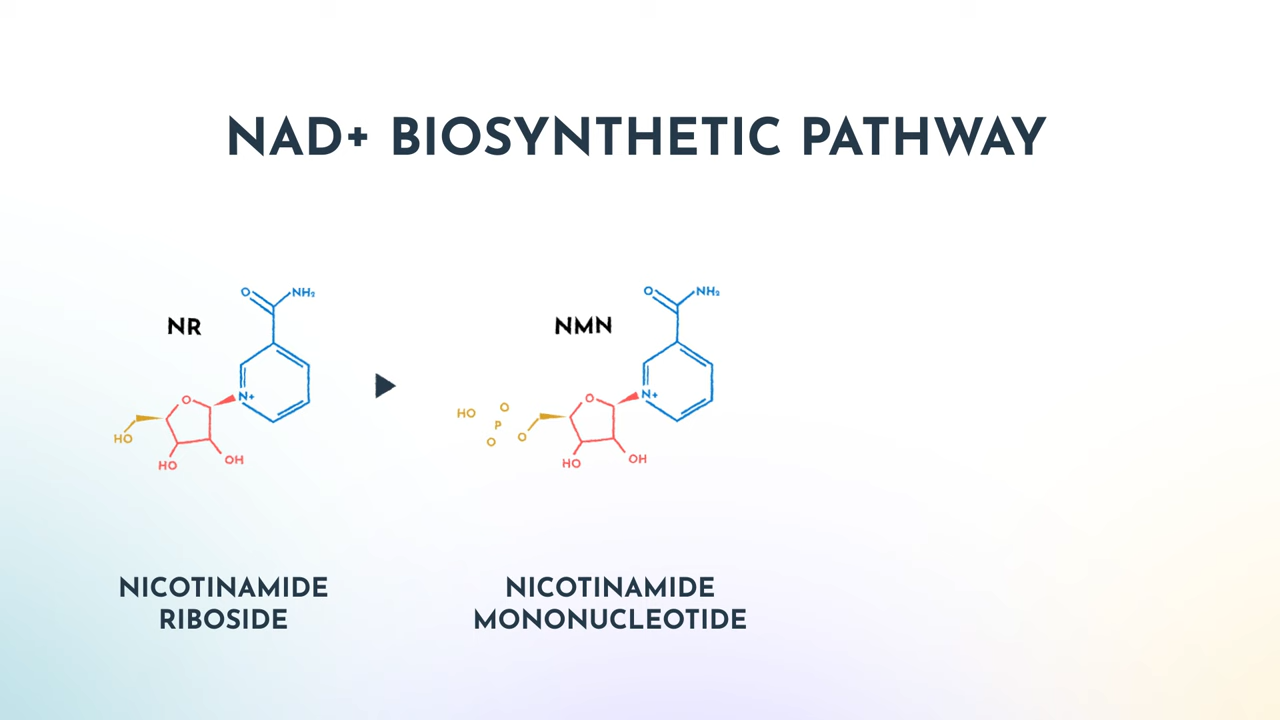 NAD+ BIOSYNTHETIC PATHWAY
O NH₂
NR
O N+
HO
HO OH
O NH₂
NMN
O N+
HO O
P
O O
HO OH
NICOTINAMIDE
RIBOSIDE
NICOTINAMIDE
MONONUCLEOTIDE